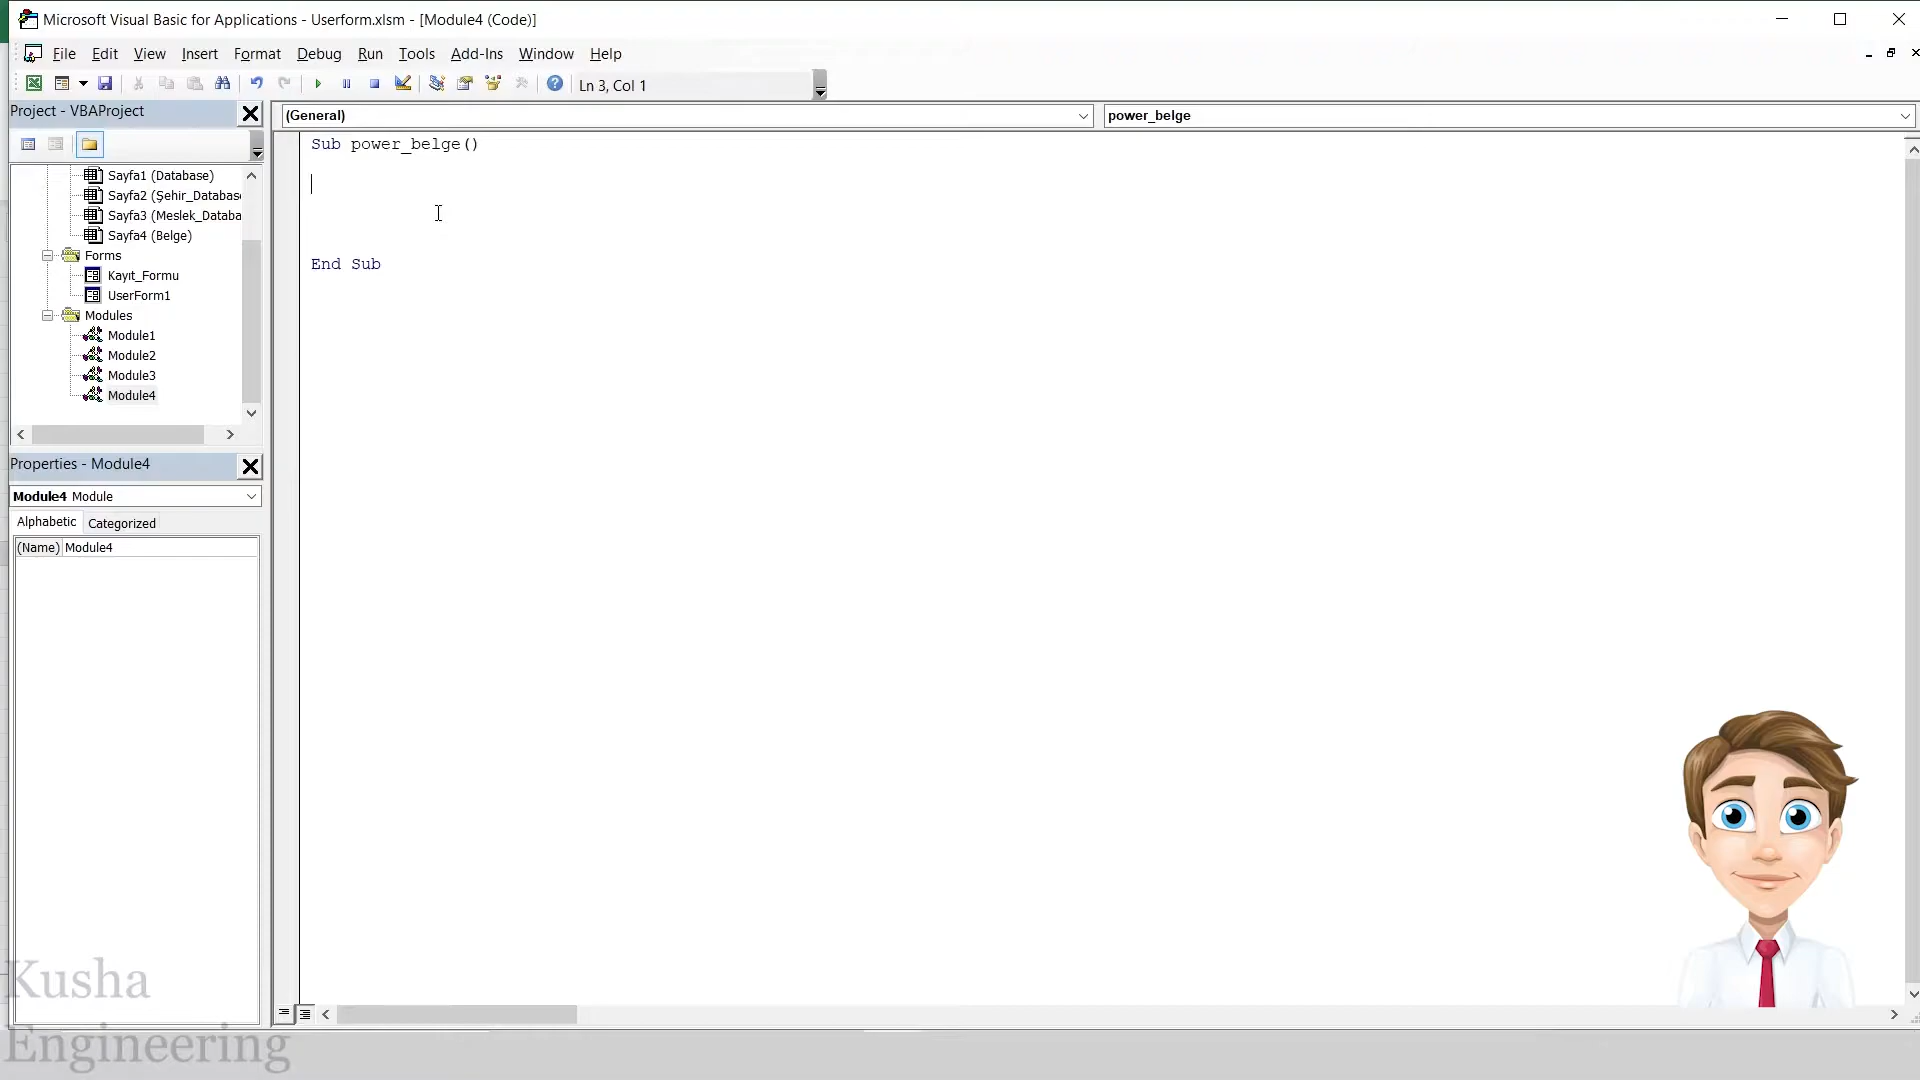 Microsoft Visual Basic for Applications - Userform.xlsm - [Module4 (Code)]
File Edit View Insert Format Debug Run Tools Add-Ins Window Help
Ln 3, Col 1
Project - VBAProject
(General)
power_belge
Sayfa1 (Database)
Sayfa2 (Şehir_Database
Sayfa3 (Meslek_Databa
Sayfa4 (Belge)
Forms
Kayıt_Formu
UserForm1
Modules
Module1
Module2
Module3
Module4
Sub power_belge()
End Sub
Properties - Module4
Module4 Module
Alphabetic Categorized
(Name) Module4
Kusha
Engineering